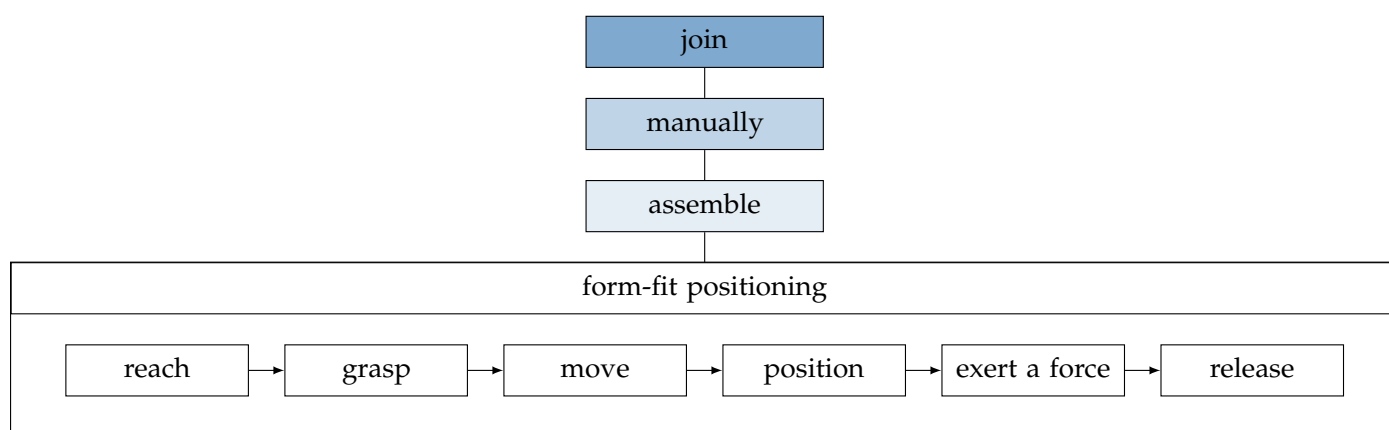 join
manually
assemble
form-fit positioning
reach
grasp
move
position
exert a force
release